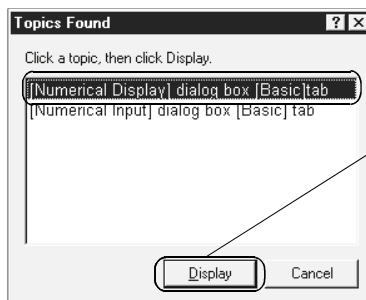 Topics Found
Click a topic, then click Display.
[Numerical Display] dialog box [Basic]tab
[Numerical Input] dialog box [Basic] tab
Display
Cancel